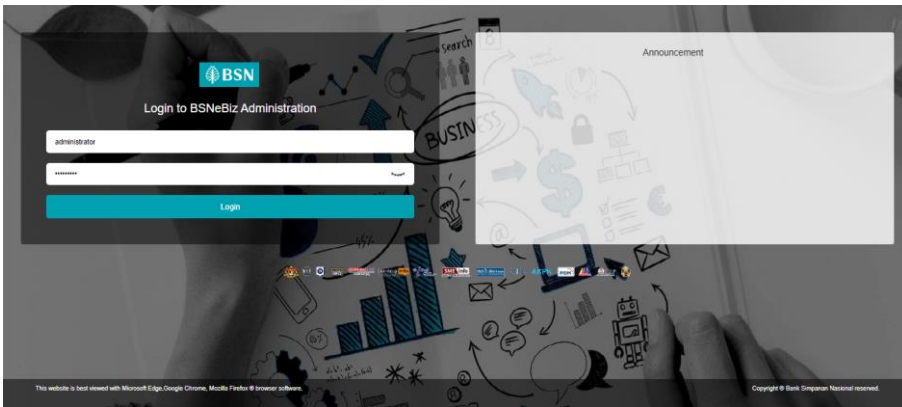 BSN
Login to BSNeBiz Administration
administrator
Login
Announcement
search
BUSINESS
45%
This website is best viewed with Microsoft Edge,Google Chrome, Mozilla Firefox ® browser software.
Copyright © Bank Simpanan Nasional reserved.